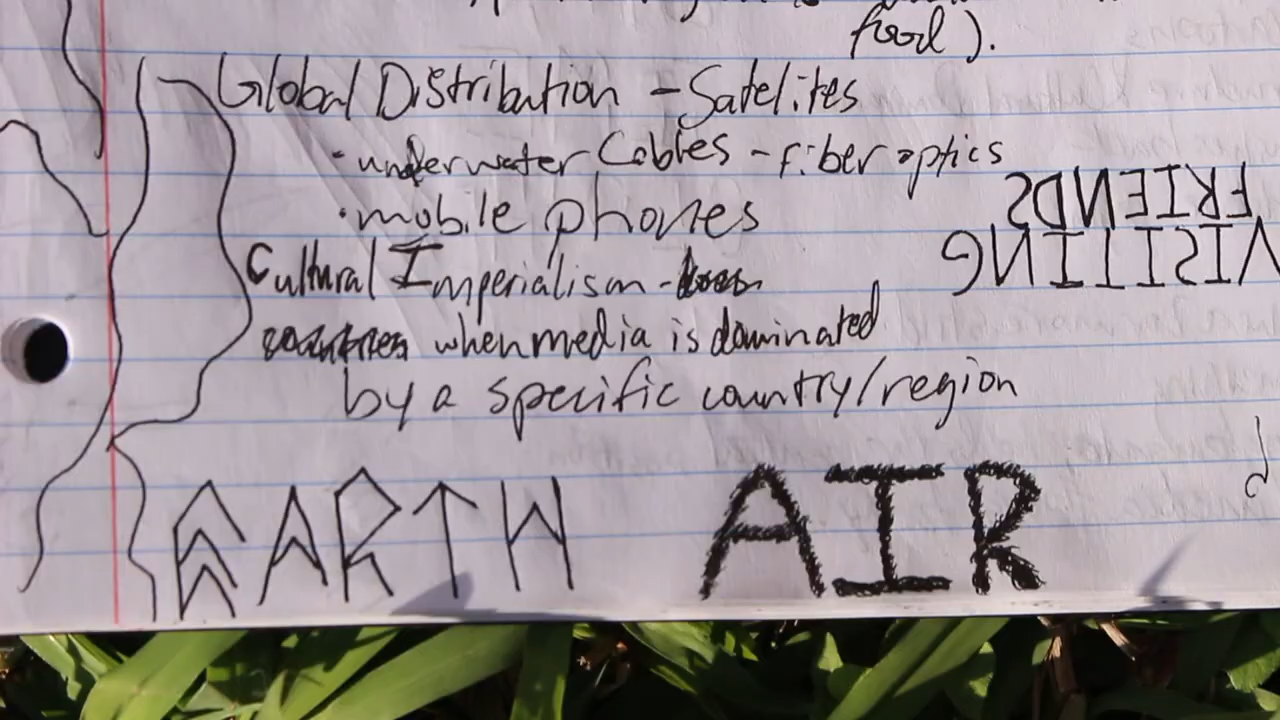 food).
Global Distribution - Satelites
· underwater Cables - fiber optics
· mobile phones
Cultural Imperialism -
when media is dominated
by a specific country/region
VISITING
FRIENDS
EARTH AIR